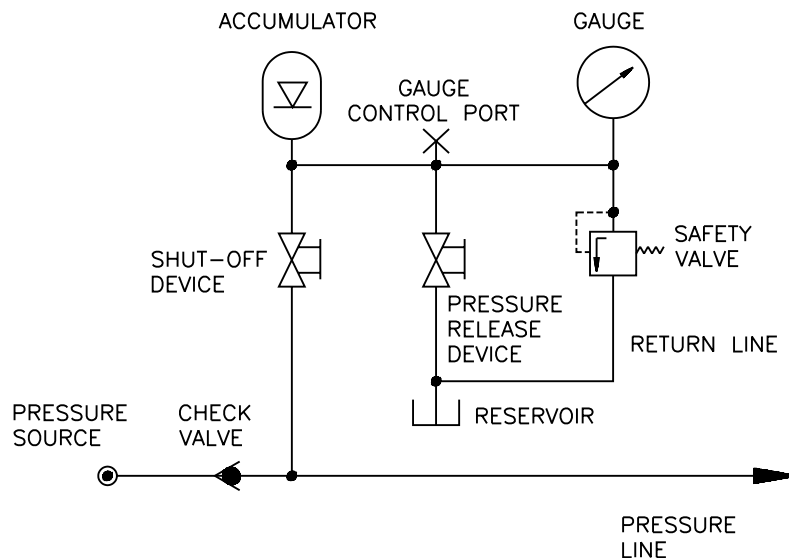 ACCUMULATOR
GAUGE
GAUGE
CONTROL PORT
SHUT-OFF
DEVICE
SAFETY
VALVE
PRESSURE
RELEASE
DEVICE
RETURN LINE
PRESSURE
SOURCE
CHECK
VALVE
RESERVOIR
PRESSURE
LINE